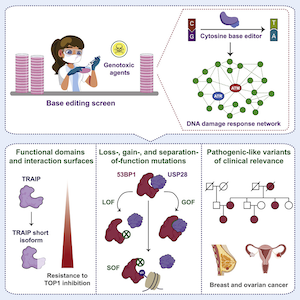 Genotoxic
agents
Base editing screen
C
G
Cytosine base editor
T
A
ATR
ATM
DNA damage response network
Functional domains
and interaction surfaces
TRAIP
TRAIP short
isoform
Resistance to
TOP1 inhibition
Loss-, gain-, and separation-
of-function mutations
53BP1
USP28
LOF
GOF
SOF
Pathogenic-like variants
of clinical relevance
Breast and ovarian cancer